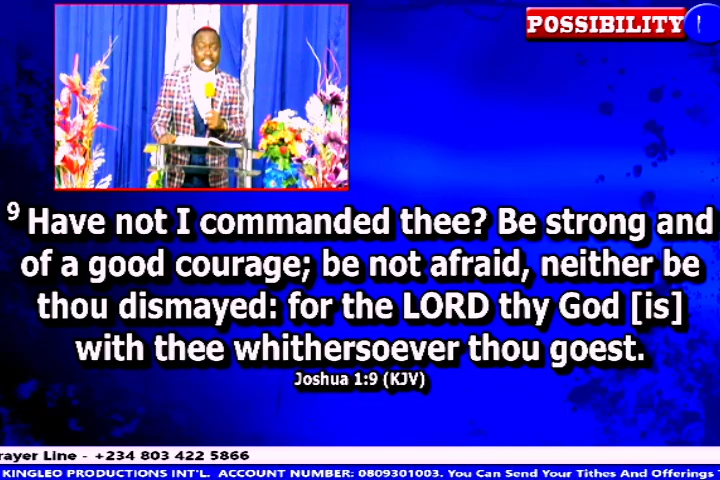 POSSIBILITY
9 Have not I commanded thee? Be strong and
of a good courage; be not afraid, neither be
thou dismayed: for the LORD thy God [is]
with thee whithersoever thou goest.
Joshua 1:9 (KJV)
rayer Line - +234 803 422 5866
KINGLEO PRODUCTIONS INT'L. ACCOUNT NUMBER: 0809301003. You Can Send Your Tithes And Offerings